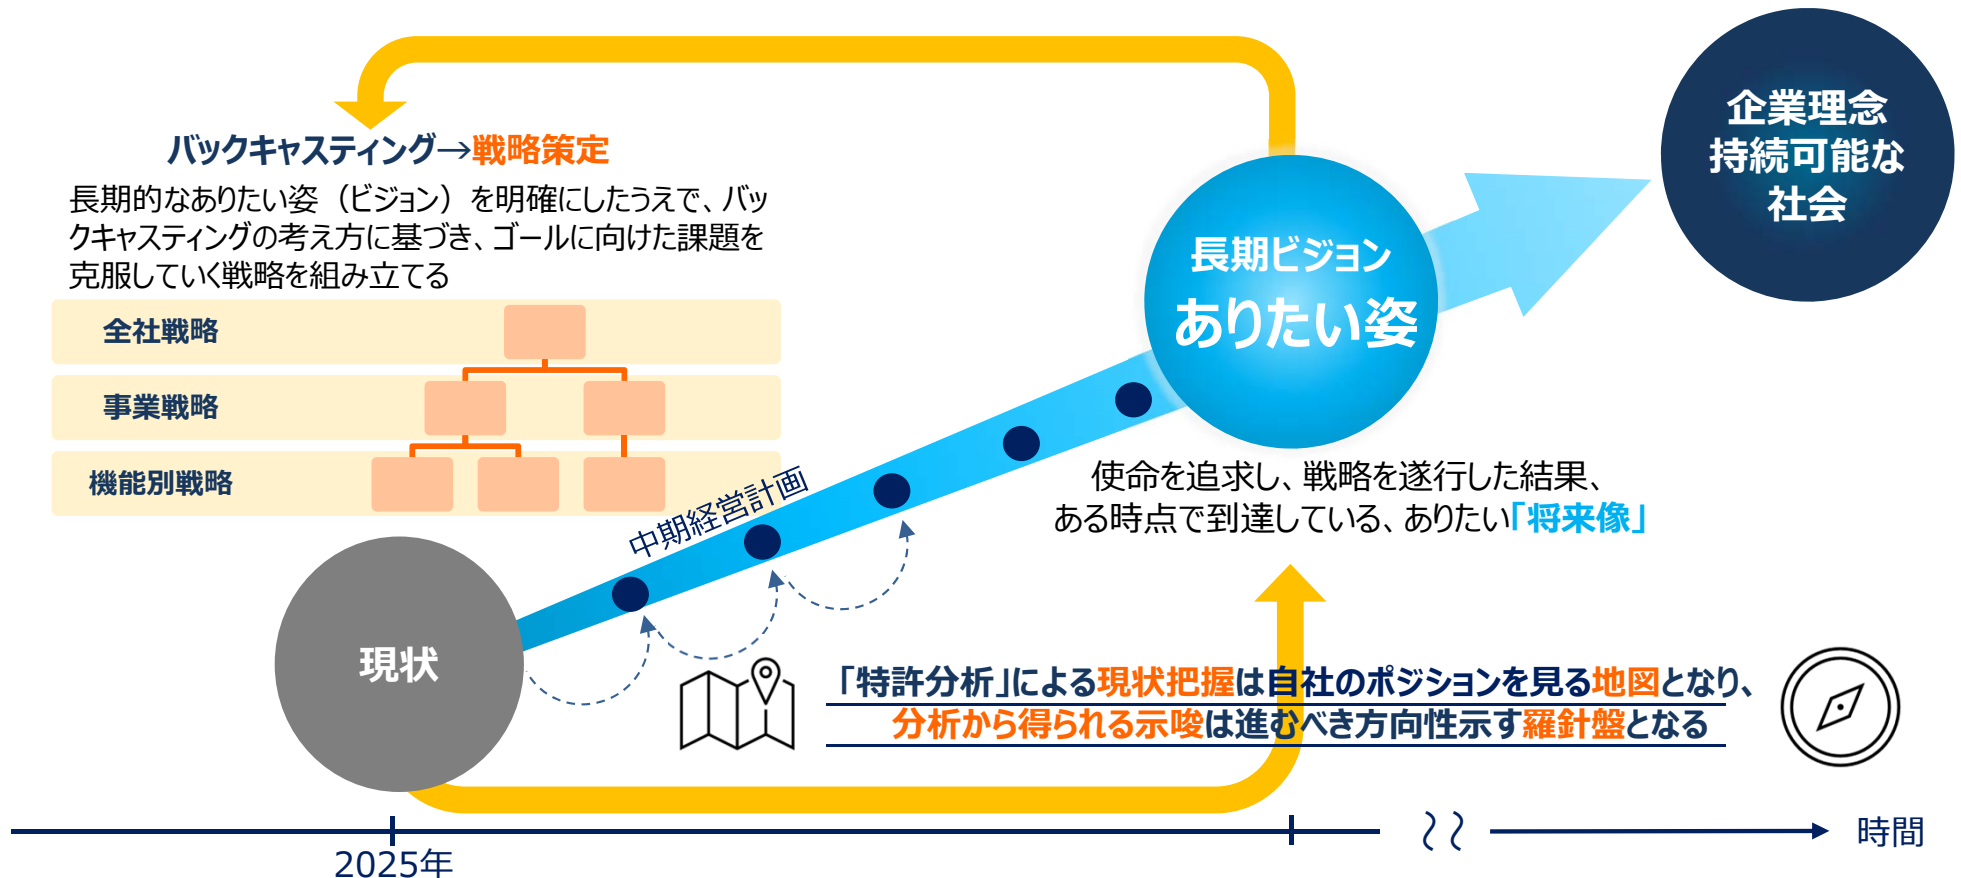 企業理念
持続可能な
社会
バックキャスティング→戦略策定
長期的なありたい姿（ビジョン）を明確にしたうえで、バッ
クキャスティングの考え方に基づき、ゴールに向けた課題を
克服していく戦略を組み立てる
全社戦略
事業戦略
機能別戦略
長期ビジョン
ありたい姿
使命を追求し、戦略を遂行した結果、
ある時点で到達している、ありたい「将来像」
中期経営計画
現状
「特許分析」による現状把握は自社のポジションを見る地図となり、
分析から得られる示唆は進むべき方向性示す羅針盤となる
2025年
時間